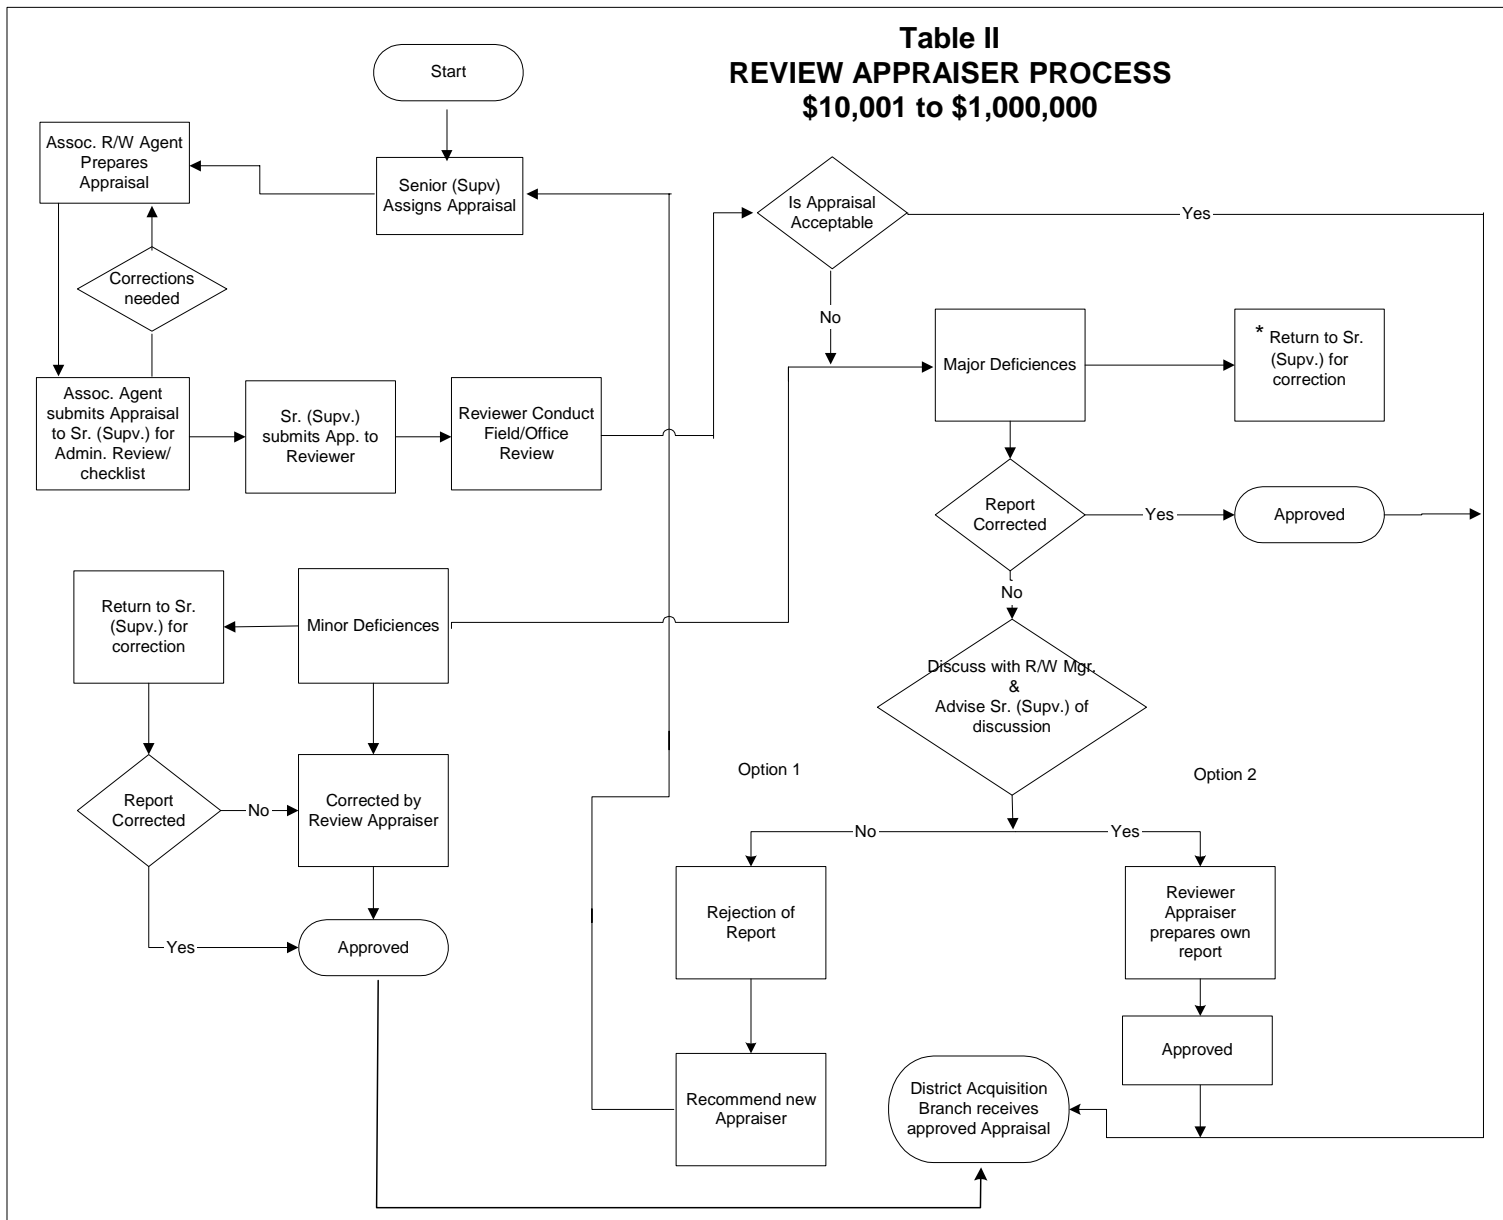 Table II
REVIEW APPRAISER PROCESS
$10,001 to $1,000,000
Start
Assoc. R/W Agent
Prepares
Appraisal
Senior (Supv)
Assigns Appraisal
Is Appraisal
Acceptable
Yes
Corrections
needed
No
Major Deficiences
* Return to Sr.
(Supv.) for
correction
Assoc. Agent
submits Appraisal
to Sr. (Supv.) for
Admin. Review/
checklist
Sr. (Supv.)
submits App. to
Reviewer
Reviewer Conduct
Field/Office
Review
Report
Corrected
Yes
Approved
No
Return to Sr.
(Supv.) for
correction
Minor Deficiences
Discuss with R/W Mgr.
&
Advise Sr. (Supv.) of
discussion
Option 1
Option 2
Report
Corrected
No
Corrected by
Review Appraiser
No
Yes
Rejection of
Report
Reviewer
Appraiser
prepares own
report
Yes
Approved
Approved
Recommend new
Appraiser
District Acquisition
Branch receives
approved Appraisal